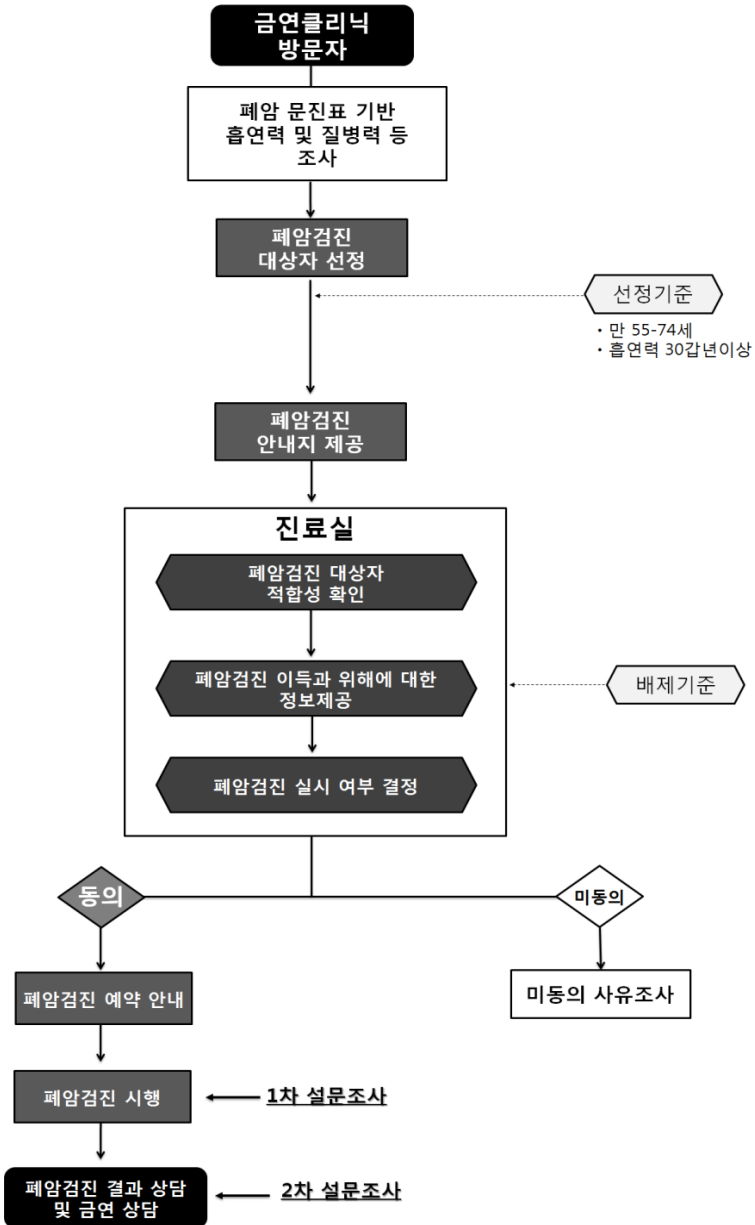 금연클리닉
방문자
폐암 문진표 기반
흡연력 및 질병력 등
조사
폐암검진
대상자 선정
선정기준
· 만 55-74세
· 흡연력 30갑년이상
폐암검진
안내지 제공
진료실
폐암검진 대상자
적합성 확인
폐암검진 이득과 위해에 대한
정보제공
배제기준
폐암검진 실시 여부 결정
동의
미동의
폐암검진 예약 안내
미동의 사유조사
폐암검진 시행
1차 설문조사
폐암검진 결과 상담
및 금연 상담
2차 설문조사